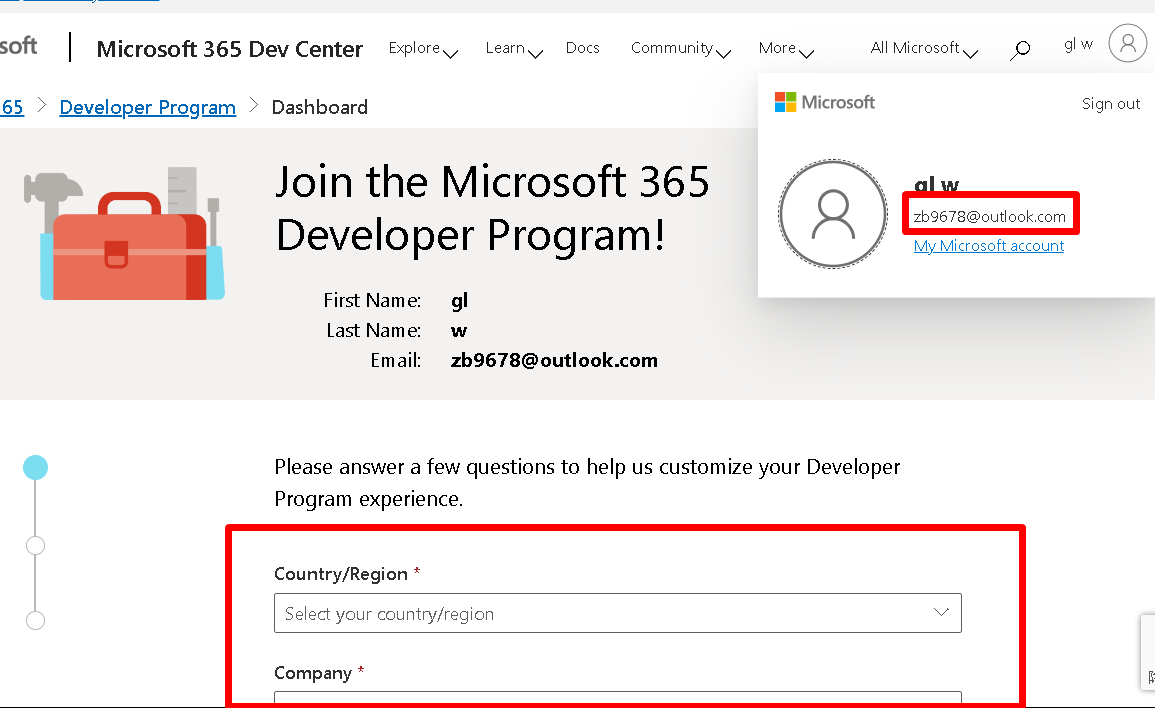 soft Microsoft 365 Dev Center Explore Learn Docs Community More All Microsoft gl w
65 Developer Program Dashboard
Microsoft Sign out
gl w
zb9678@outlook.com
My Microsoft account
Join the Microsoft 365
Developer Program!
First Name: gl
Last Name: w
Email: zb9678@outlook.com
Please answer a few questions to help us customize your Developer
Program experience.
Country/Region *
Select your country/region
Company *